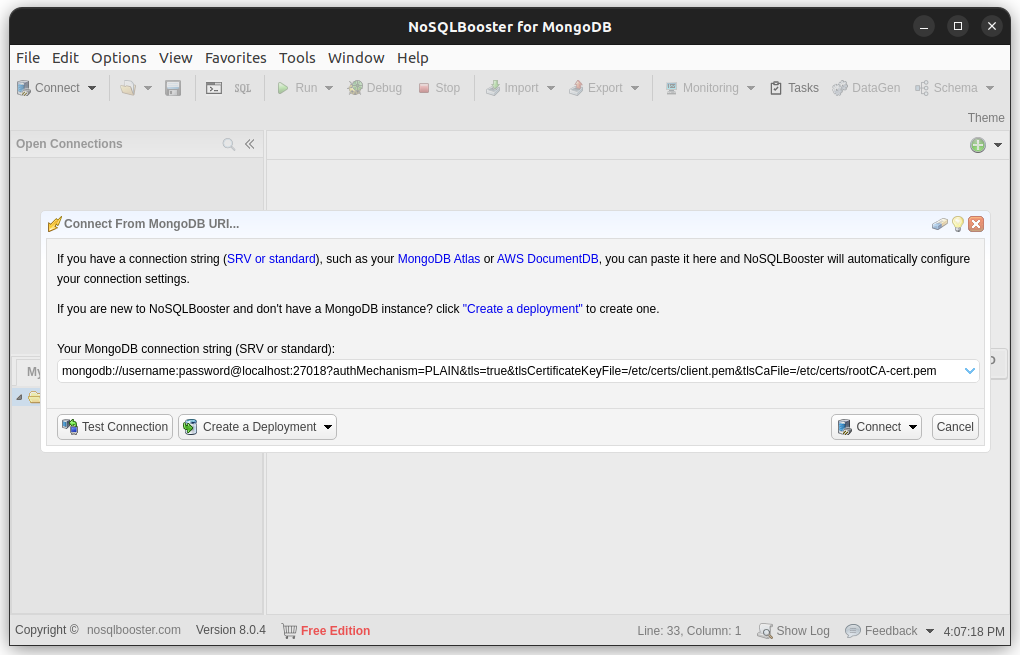 NoSQLBooster for MongoDB
File Edit Options View Favorites Tools Window Help
Connect SQL Run Debug Stop Import Export Monitoring Tasks DataGen Schema
Theme
Open Connections
Connect From MongoDB URI...
If you have a connection string (SRV or standard), such as your MongoDB Atlas or AWS DocumentDB, you can paste it here and NoSQLBooster will automatically configure
your connection settings.
If you are new to NoSQLBooster and don't have a MongoDB instance? click "Create a deployment" to create one.
Your MongoDB connection string (SRV or standard):
mongodb://username:password@localhost:27018?authMechanism=PLAIN&tls=true&tlsCertificateKeyFile=/etc/certs/client.pem&tlsCaFile=/etc/certs/rootCA-cert.pem
My
Test Connection Create a Deployment Connect Cancel
Copyright © nosqlbooster.com Version 8.0.4 Free Edition Line: 33, Column: 1 Show Log Feedback 4:07:18 PM